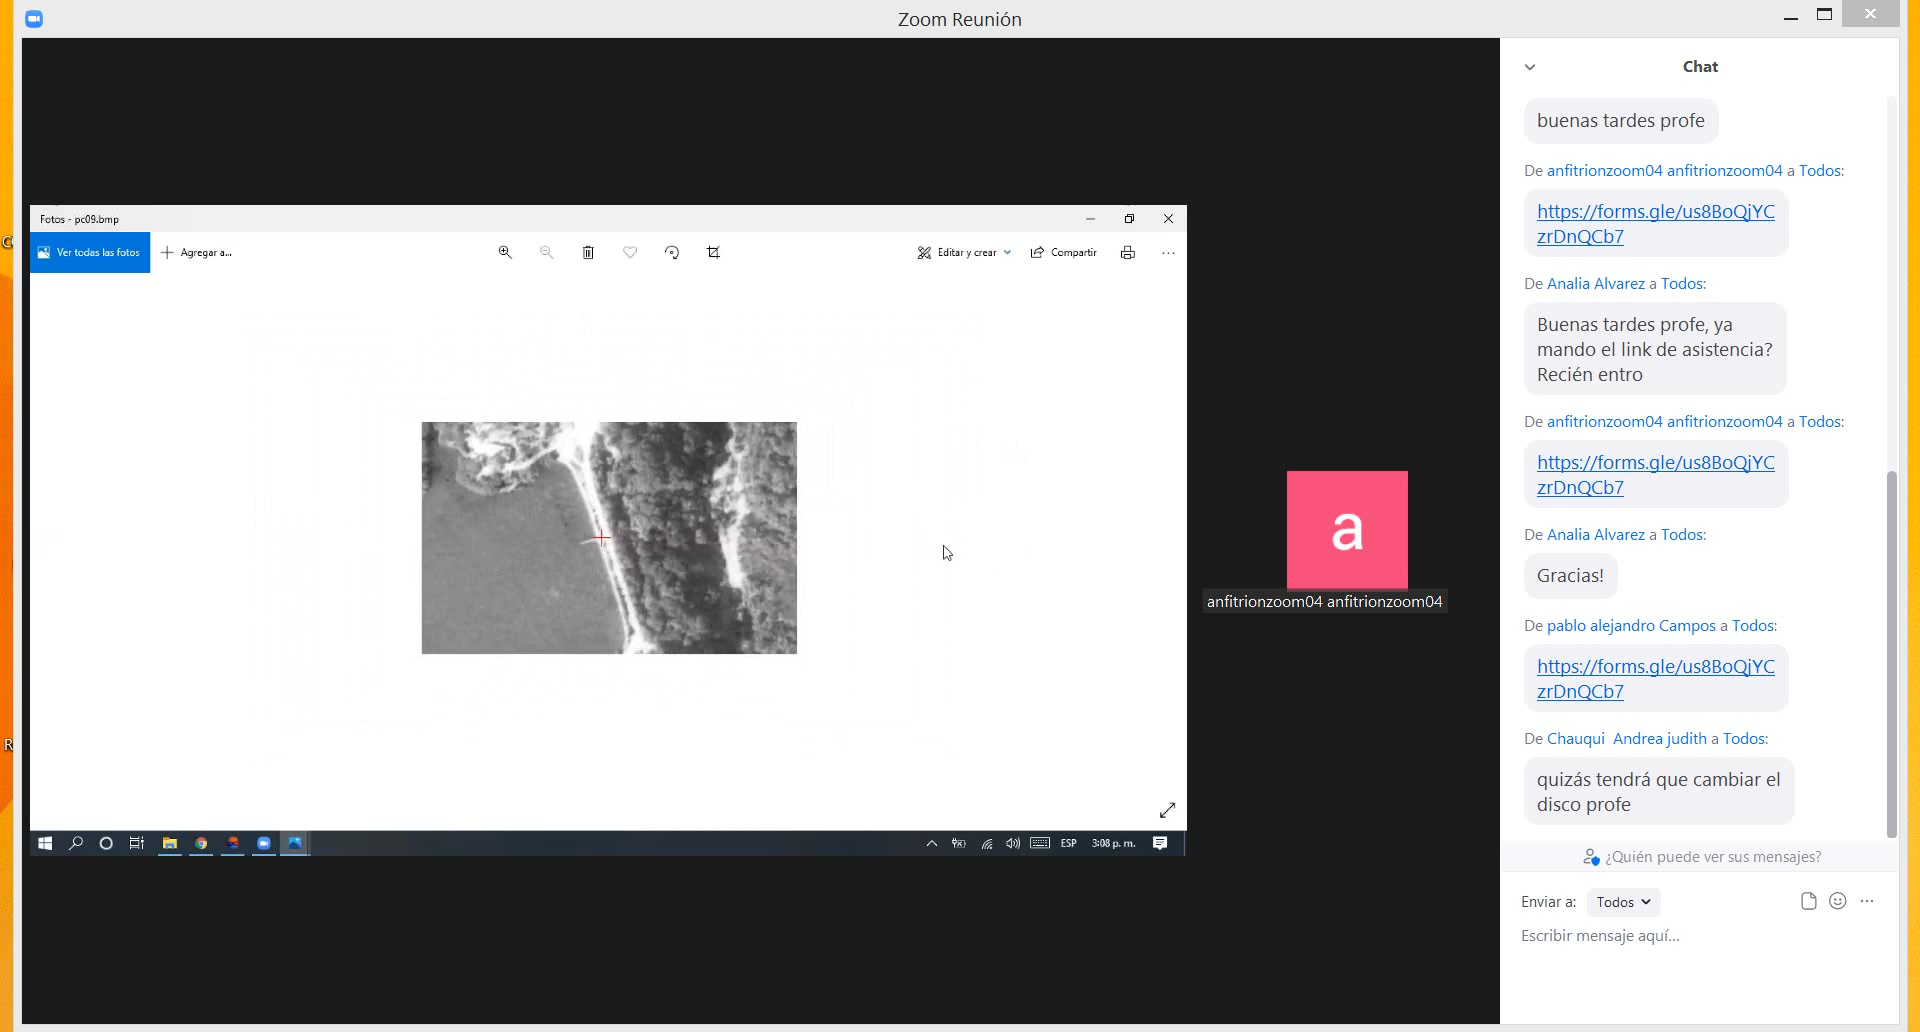 Zoom Reunión
Fotos - pc09.bmp
Ver todas las fotos
Agregar a...
Editar y crear
Compartir
ESP
3:08 p. m.
a
anfitrionzoom04 anfitrionzoom04
Chat
buenas tardes profe
De anfitrionzoom04 anfitrionzoom04 a Todos:
https://forms.gle/us8BoQjYC
zrDnQCb7
De Analia Alvarez a Todos:
Buenas tardes profe, ya
mando el link de asistencia?
Recién entro
De anfitrionzoom04 anfitrionzoom04 a Todos:
https://forms.gle/us8BoQjYC
zrDnQCb7
De Analia Alvarez a Todos:
Gracias!
De pablo alejandro Campos a Todos:
https://forms.gle/us8BoQjYC
zrDnQCb7
De Chauqui Andrea judith a Todos:
quizás tendrá que cambiar el
disco profe
¿Quién puede ver sus mensajes?
Enviar a: Todos
Escribir mensaje aquí...